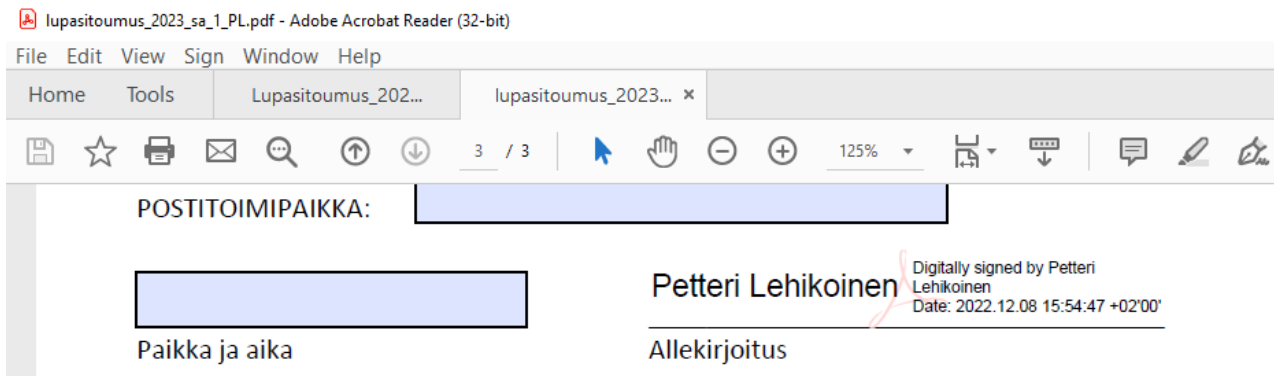 lupasitoumus_2023_sa_1_PL.pdf - Adobe Acrobat Reader (32-bit)
File Edit View Sign Window Help
Home Tools Lupasitoumus_202... lupasitoumus_2023... ×
3 / 3 125%
POSTITOIMIPAIKKA:
Petteri Lehikoinen
Digitally signed by Petteri
Lehikoinen
Date: 2022.12.08 15:54:47 +02'00'
Paikka ja aika
Allekirjoitus